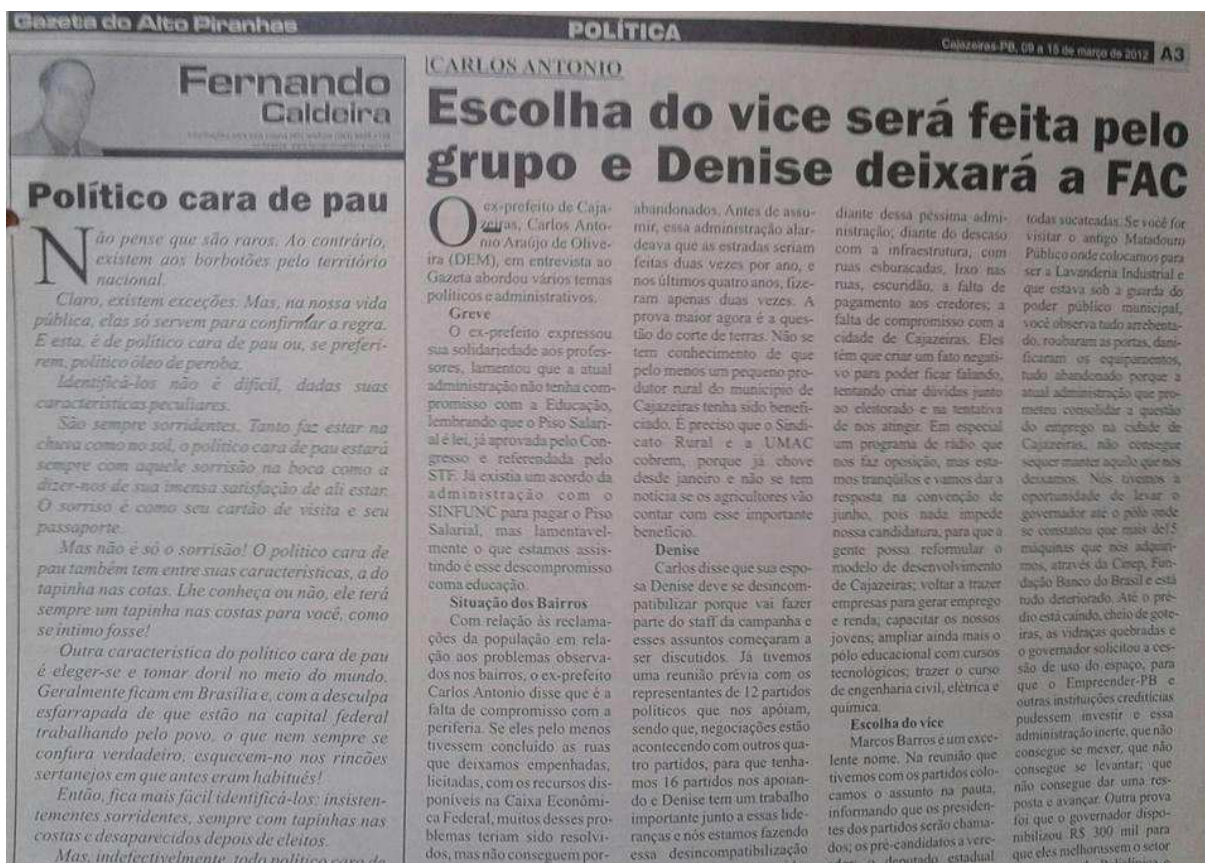 Gazeta do Alto Piranhas
POLÍTICA
Cajazeiras-PB, 09 a 15 de março de 2012 A3
Fernando
Caldeira
Político cara de pau
Não pense que são raros. Ao contrário,
existem aos borbotões pelo território
nacional.
Claro, existem exceções. Mas, na nossa vida
pública, elas só servem para confirmar a regra.
E esta, é de político cara de pau ou, se preferi-
rem, político óleo de peroba.
Identificá-los não é difícil, dadas suas
características peculiares.
São sempre sorridentes. Tanto faz estar na
chuva como no sol, o político cara de pau estará
sempre com aquele sorrisão na boca como a
dizer-nos de sua imensa satisfação de ali estar.
O sorriso é como seu cartão de visita e seu
passaporte.
Mas não é só o sorrisão! O político cara de
pau também tem entre suas características, a do
tapinha nas cotas. Lhe conheça ou não, ele terá
sempre um tapinha nas costas para você, como
se íntimo fosse!
Outra característica do político cara de pau
é eleger-se e tomar doril no meio do mundo.
Geralmente ficam em Brasília e, com a desculpa
esfarrapada de que estão na capital federal
trabalhando pelo povo, o que nem sempre se
confura verdadeiro, esquecem-no nos rincões
sertanejos em que antes eram habitués!
Então, fica mais fácil identificá-los: insisten-
tementes sorridentes, sempre com tapinhas nas
costas e desaparecidos depois de eleitos.
Mas, indefectivelmente, todo político cara de
CARLOS ANTONIO
Escolha do vice será feita pelo
grupo e Denise deixará a FAC
O ex-prefeito de Caja-
zeiras, Carlos Anto-
nio Araújo de Olive-
ira (DEM), em entrevista ao
Gazeta abordou vários temas
políticos e administrativos.
Greve
O ex-prefeito expressou
sua solidariedade aos profes-
sores, lamentou que a atual
administração não tenha com-
promisso com a Educação,
lembrando que o Piso Salari-
al é lei, já aprovada pelo Con-
gresso e referendada pelo
STF. Já existia um acordo da
administração com o
SINFUNC para pagar o Piso
Salarial, mas lamentavel-
mente o que estamos assis-
tindo é esse descompromisso
coma educação.
Situação dos Bairros
Com relação às reclama-
ções da população em rela-
ção aos problemas observa-
dos nos bairros, o ex-prefeito
Carlos Antonio disse que é a
falta de compromisso com a
periferia. Se eles pelo menos
tivessem concluído as ruas
que deixamos empenhadas,
licitadas, com os recursos dis-
poníveis na Caixa Econômi-
ca Federal, muitos desses pro-
blemas teriam sido resolvi-
dos, mas não conseguem por-
abandonados. Antes de assu-
mir, essa administração alar-
deava que as estradas seriam
feitas duas vezes por ano, e
nos últimos quatro anos, fize-
ram apenas duas vezes. A
prova maior agora é a ques-
tão do corte de terras. Não se
tem conhecimento de que
pelo menos um pequeno pro-
dutor rural do município de
Cajazeiras tenha sido benefi-
ciado. É preciso que o Sindi-
cato Rural e a UMAC
cobrem, porque já chove
desde janeiro e não se tem
notícia se os agricultores vão
contar com esse importante
benefício.
Denise
Carlos disse que sua espo-
sa Denise deve se desincom-
patibilizar porque vai fazer
parte do staff da campanha e
esses assuntos começaram a
ser discutidos. Já tivemos
uma reunião prévia com os
representantes de 12 partidos
políticos que nos apóiam,
sendo que, negociações estão
acontecendo com outros qua-
tro partidos, para que tenha-
mos 16 partidos nos apoian-
do e Denise tem um trabalho
importante junto a essas lide-
ranças e nós estamos fazendo
essa desincompatibilização
diante dessa péssima admi-
nistração; diante do descaso
com a infraestrutura, com
ruas esburacadas, lixo nas
ruas, escuridão, a falta de
pagamento aos credores; a
falta de compromisso com a
cidade de Cajazeiras. Eles
têm que criar um fato negati-
vo para poder ficar falando,
tentando criar dúvidas junto
ao eleitorado e na tentativa
de nos atingir. Em especial
um programa de rádio que
nos faz oposição, mas esta-
mos tranqüilos e vamos dar a
resposta na convenção de
junho, pois nada impede
nossa candidatura, para que a
gente possa reformular o
modelo de desenvolvimento
de Cajazeiras; voltar a trazer
empresas para gerar emprego
e renda; capacitar os nossos
jovens; ampliar ainda mais o
pólo educacional com cursos
tecnológicos; trazer o curso
de engenharia civil, elétrica e
química.
Escolha do vice
Marcos Barros é um exce-
lente nome. Na reunião que
tivemos com os partidos colo-
camos o assunto na pauta,
informando que os presiden-
tes dos partidos serão chama-
dos; os pré-candidatos a vere-
deputado estadual
todas sucateadas. Se você for
visitar o antigo Matadouro
Público onde colocamos para
ser a Lavanderia Industrial e
que estava sob a guarda do
poder público municipal,
você observa tudo arrebenta-
do, roubaram as portas, dani-
ficaram os equipamentos,
tudo abandonado porque a
atual administração que pro-
meteu consolidar a questão
do emprego na cidade de
Cajazeiras, não consegue
sequer manter aquilo que nós
deixamos. Nós tivemos a
oportunidade de levar o
governador até o pólo onde
se constatou que mais de15
máquinas que nós adquiri-
mos, através da Cinep, Fun-
dação Banco do Brasil e está
tudo deteriorado. Até o pré-
dio está caindo, cheio de gote-
iras, as vidraças quebradas e
o governador solicitou a ces-
são de uso do espaço, para
que o Empreender-PB e
outras instituições creditícias
pudessem investir e essa
administração inerte, que não
consegue se mexer, que não
consegue se levantar; que
não consegue dar uma res-
posta e avançar. Outra prova
foi que o governador dispo-
nibilizou R$ 300 mil para
que eles melhorassem o setor